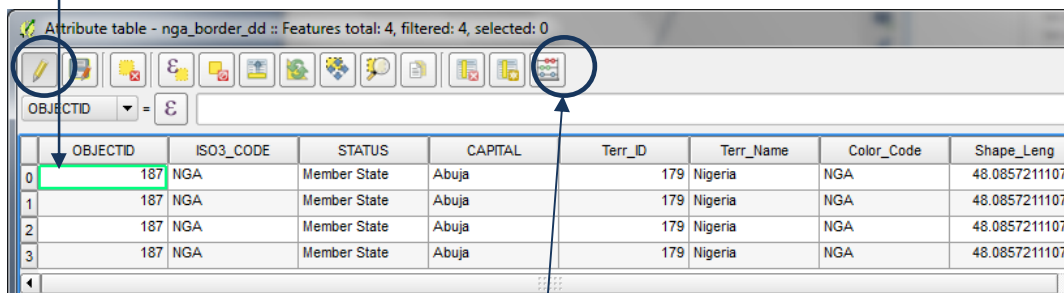 Attribute table - nga_border_dd :: Features total: 4, filtered: 4, selected: 0
OBJECTID = ε
OBJECTID ISO3_CODE STATUS CAPITAL Terr_ID Terr_Name Color_Code Shape_Leng
0 187 NGA Member State Abuja 179 Nigeria NGA 48.0857211107
1 187 NGA Member State Abuja 179 Nigeria NGA 48.0857211107
2 187 NGA Member State Abuja 179 Nigeria NGA 48.0857211107
3 187 NGA Member State Abuja 179 Nigeria NGA 48.0857211107